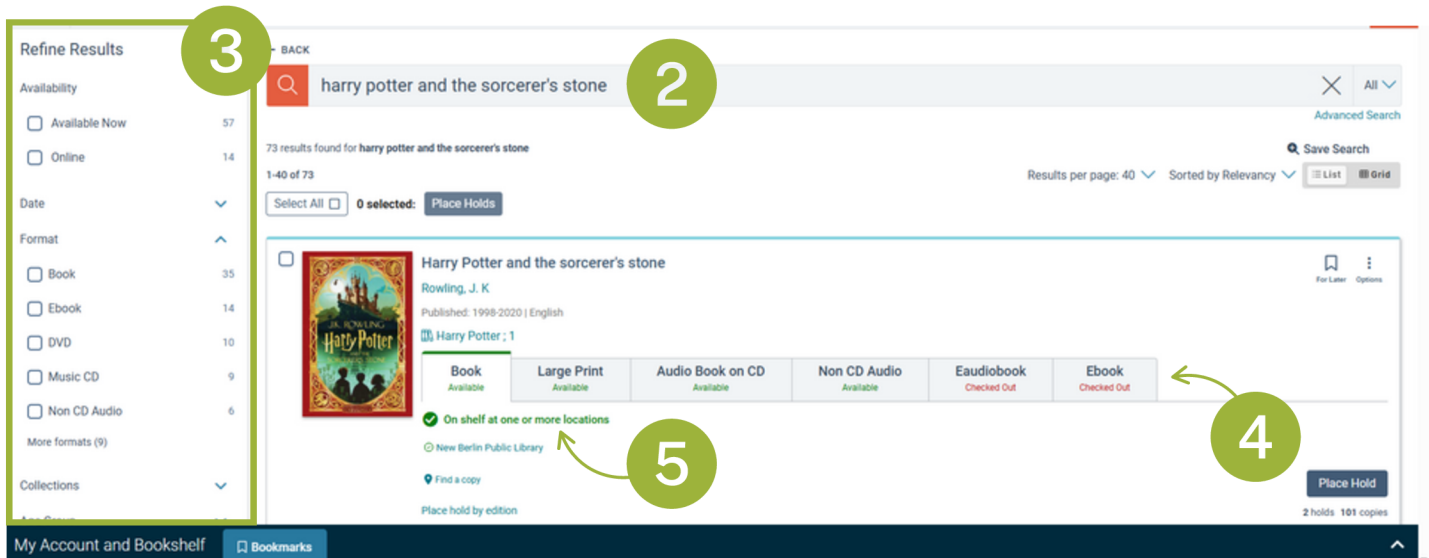 Refine Results
3
Availability
Available Now 57
Online 14
Date
Format
Book 35
Ebook 14
DVD 10
Music CD 9
Non CD Audio 6
More formats (9)
Collections
BACK
harry potter and the sorcerer's stone
2
All
Advanced Search
73 results found for harry potter and the sorcerer's stone
Save Search
1-40 of 73
Results per page: 40
Sorted by Relevancy
List
Grid
Select All
0 selected:
Place Holds
J.K. ROWLING
Harry Potter
AND THE
SORCERER'S STONE
Harry Potter and the sorcerer's stone
Rowling, J. K
Published: 1998-2020 | English
Harry Potter ; 1
For Later
Options
Book
Available
Large Print
Available
Audio Book on CD
Available
Non CD Audio
Available
Eaudiobook
Checked Out
Ebook
Checked Out
4
On shelf at one or more locations
New Berlin Public Library
5
Find a copy
Place hold by edition
Place Hold
2 holds 101 copies
My Account and Bookshelf
Bookmarks